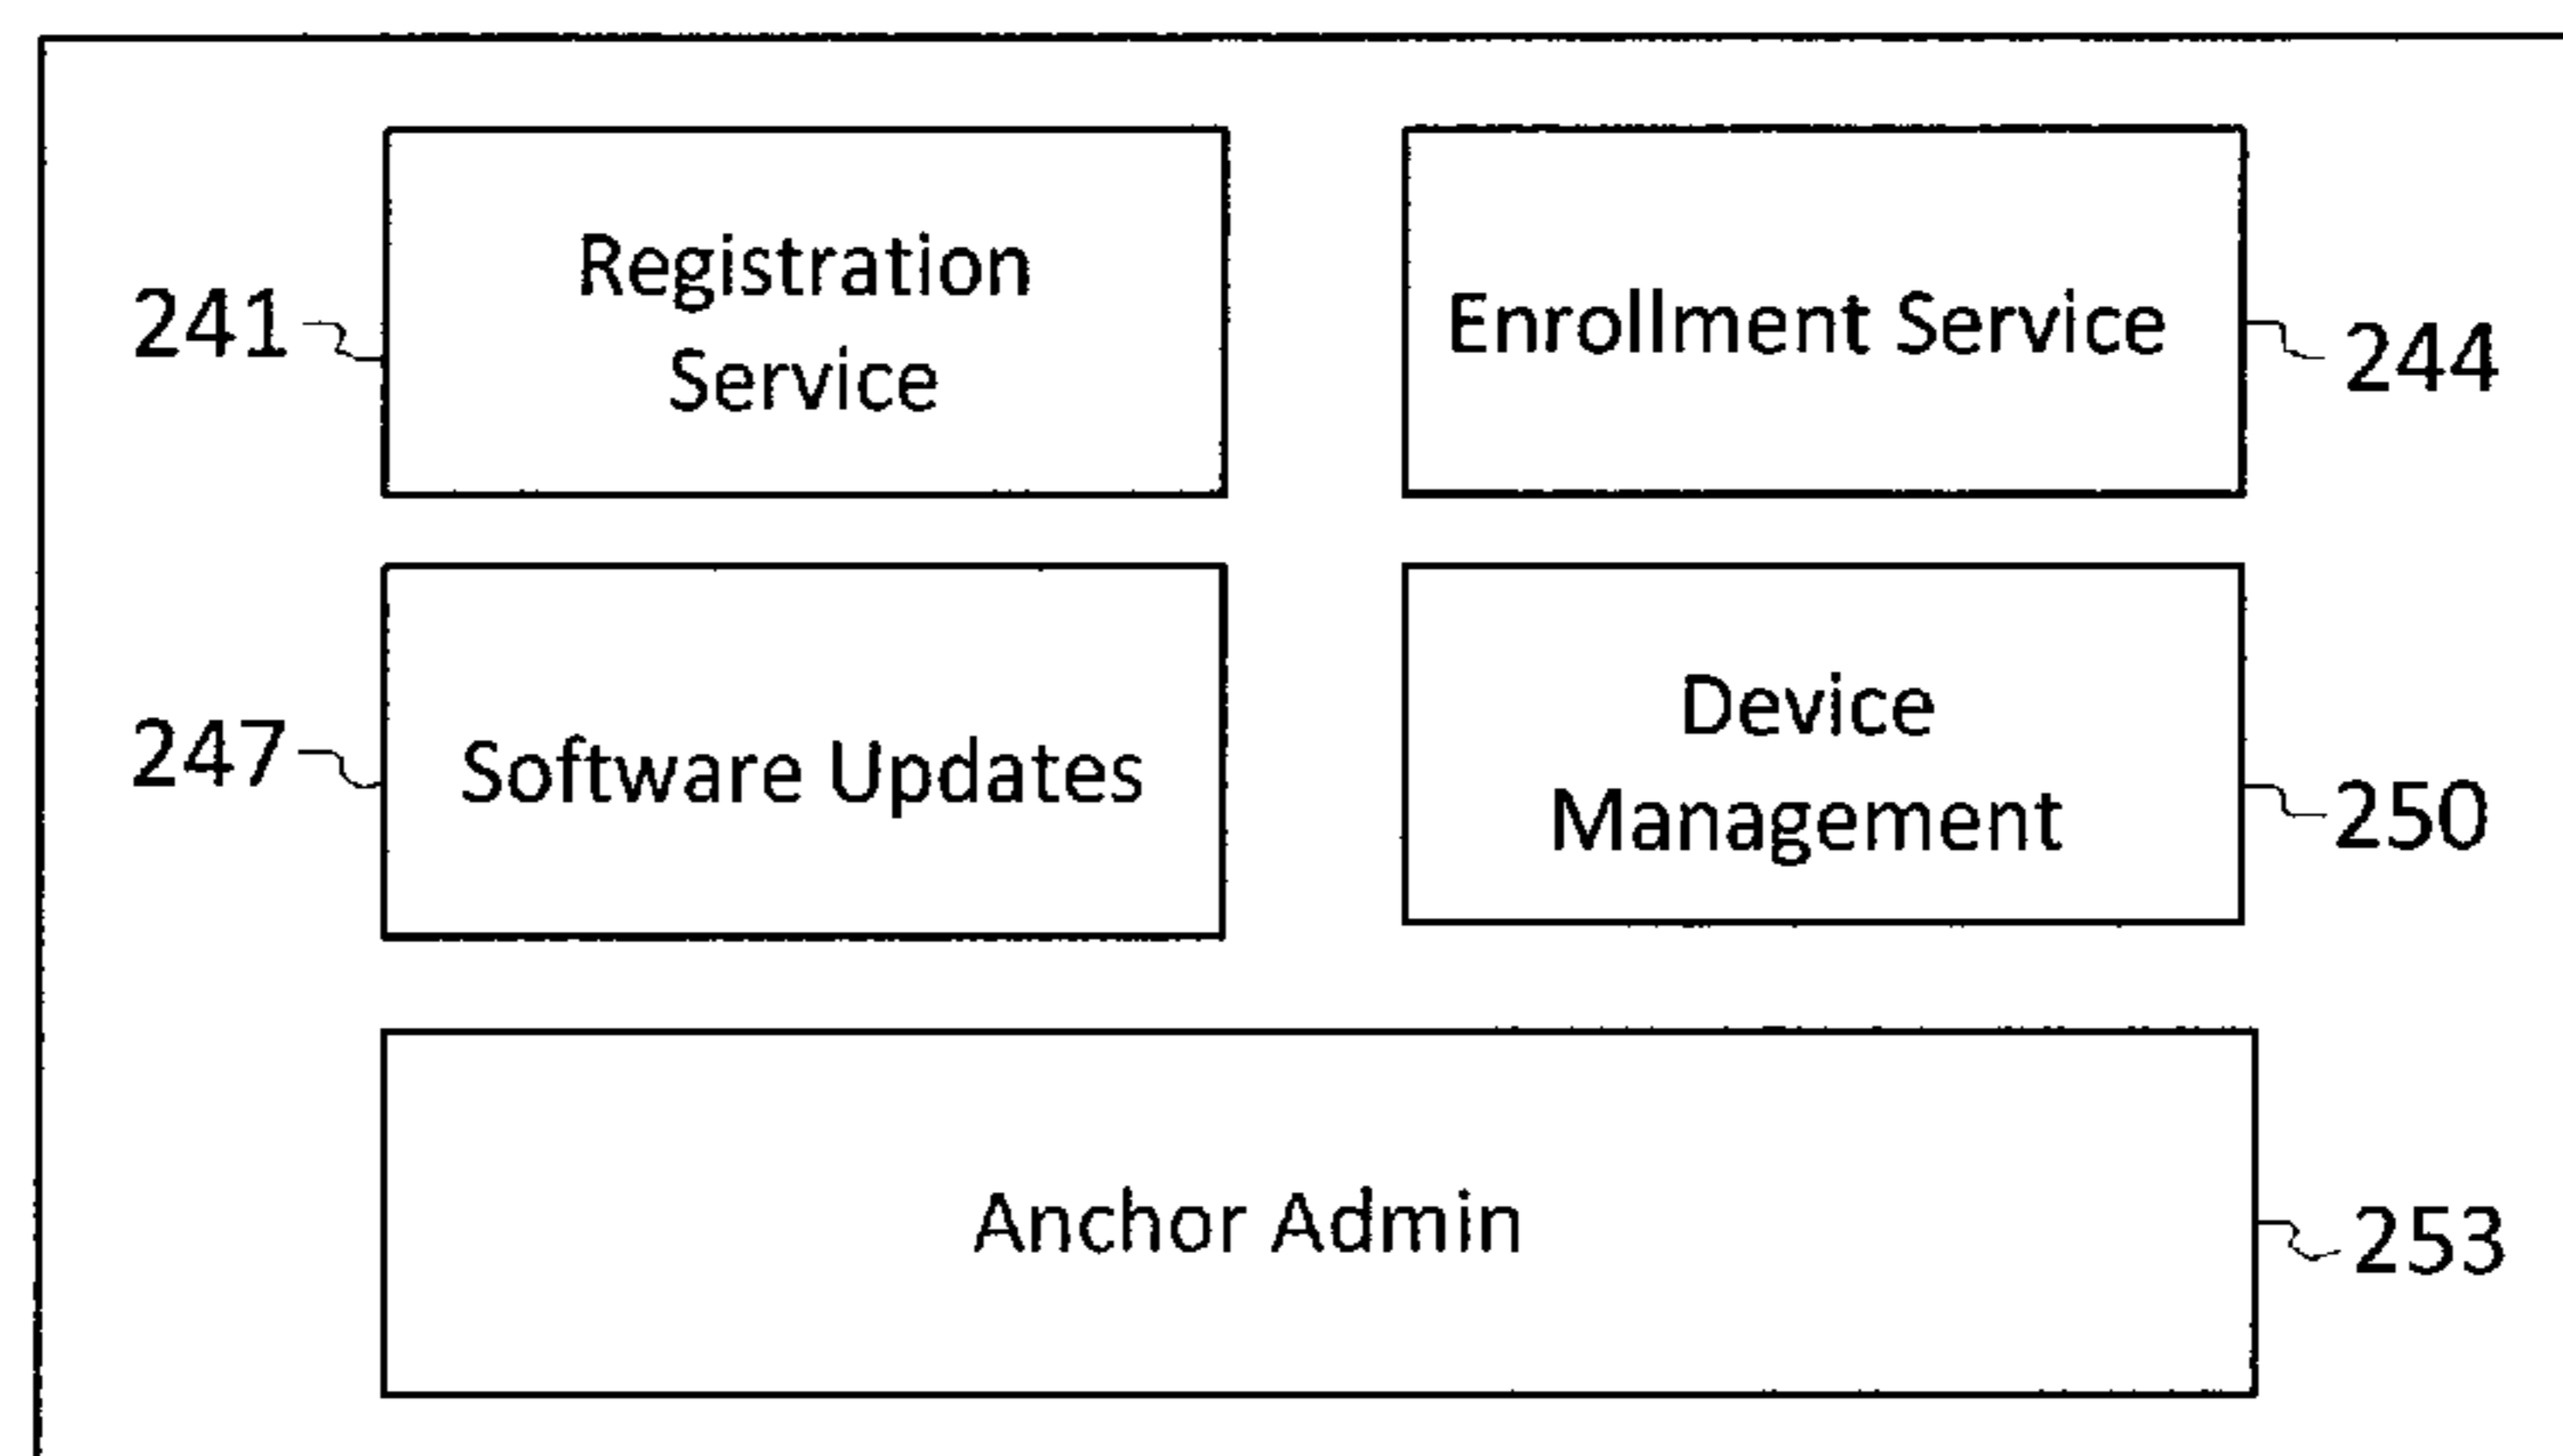 Registration
Service
241
Enrollment Service
244
Software Updates
247
Device
Management
250
Anchor Admin
253